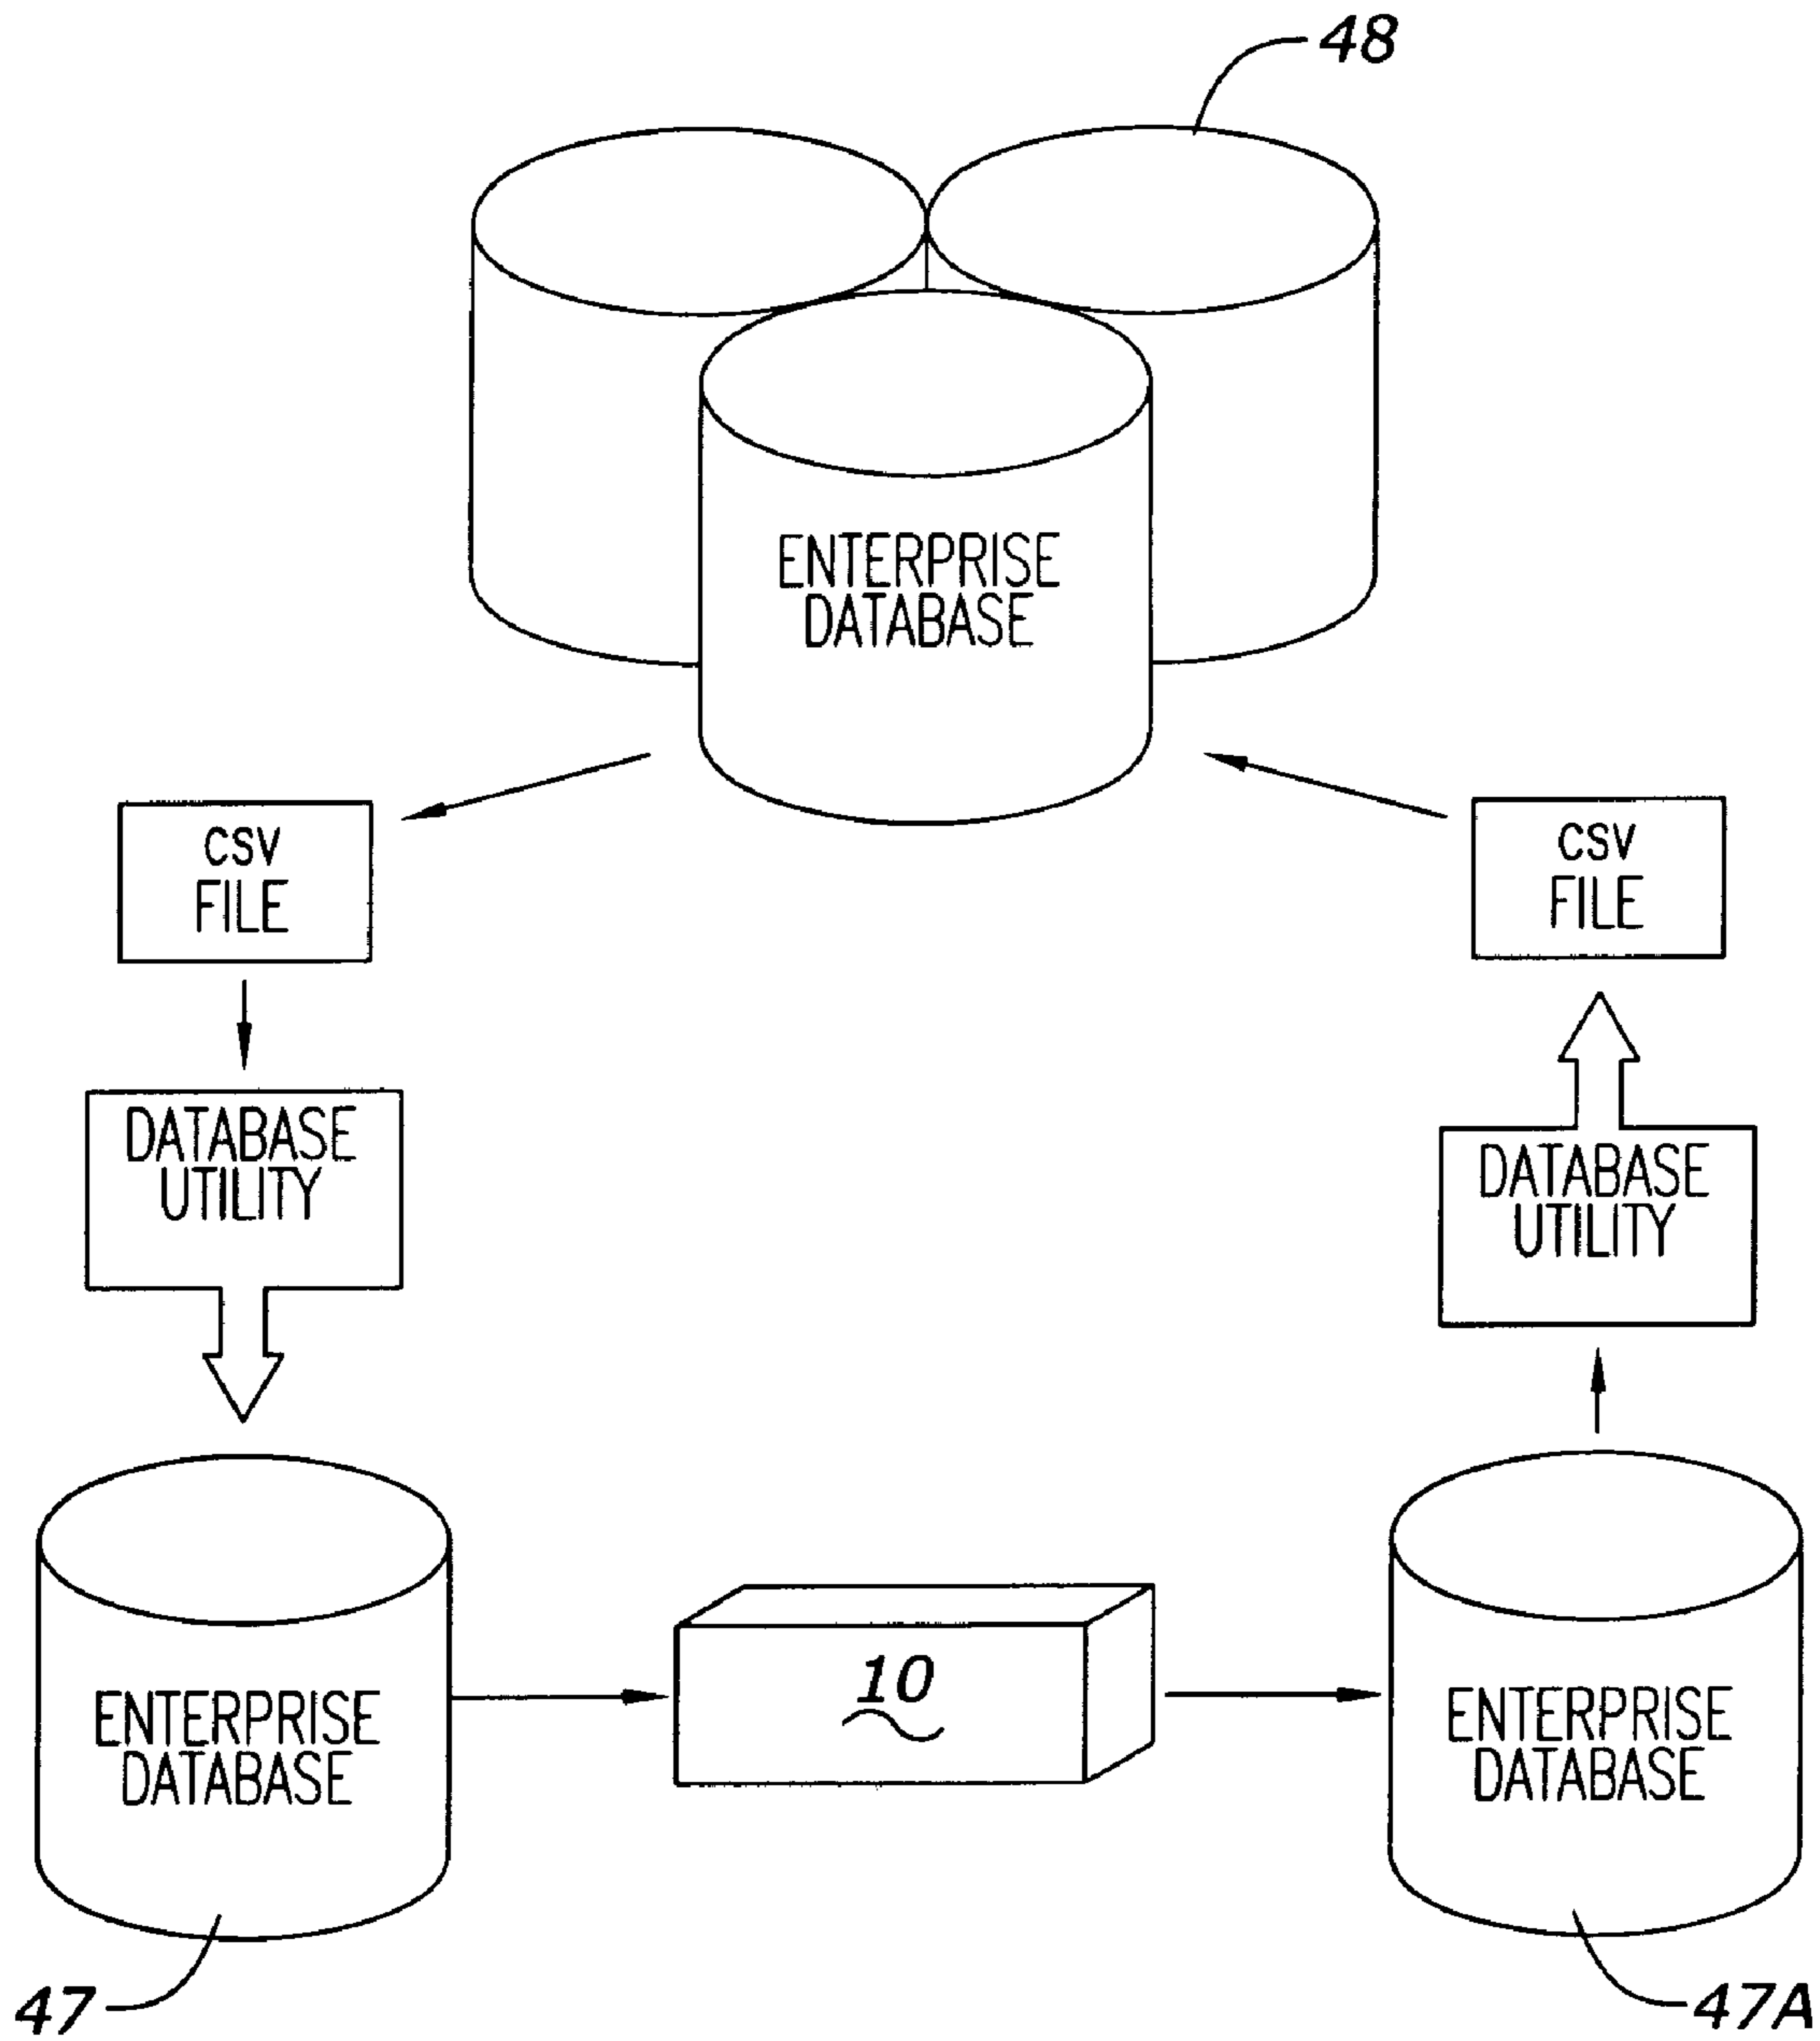 48
ENTERPRISE
DATABASE
CSV
FILE
CSV
FILE
DATABASE
UTILITY
DATABASE
UTILITY
ENTERPRISE
DATABASE
10
ENTERPRISE
DATABASE
47
47A